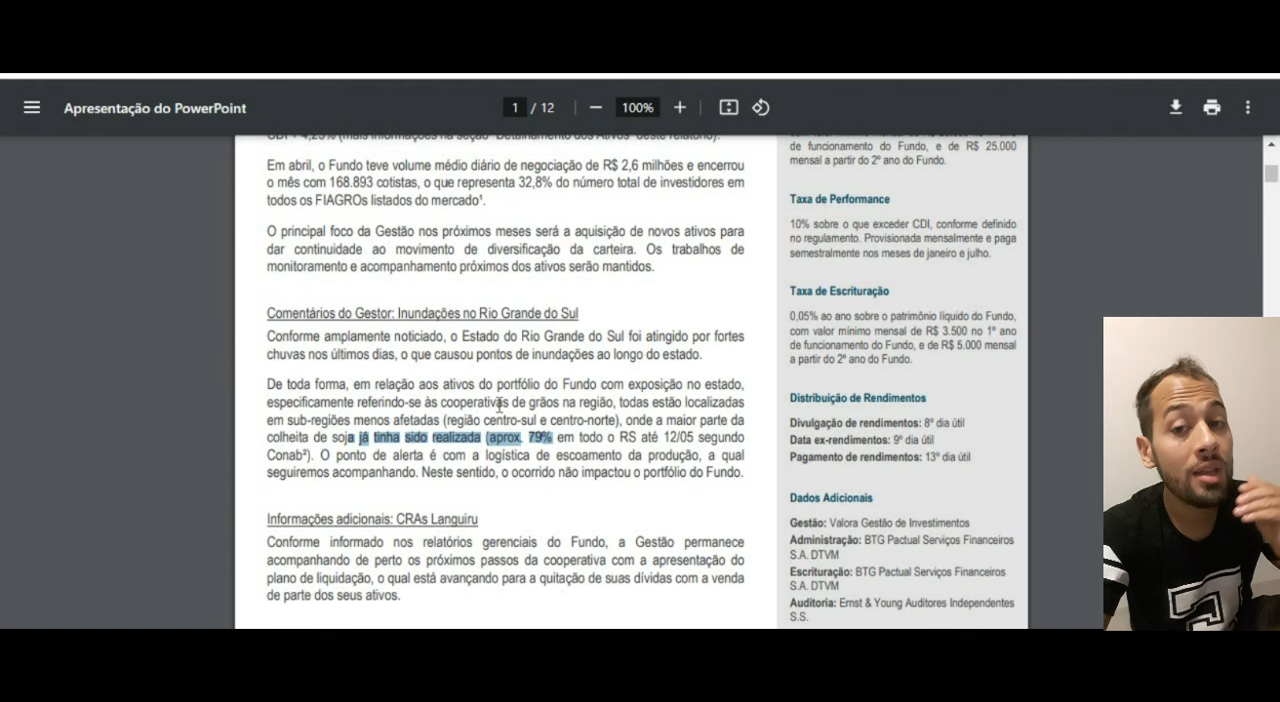 Apresentação do PowerPoint
1 / 12
100%
CDI + 4,25% (mais informações na seção "Detalhamento dos Ativos" deste relatório).
Em abril, o Fundo teve volume médio diário de negociação de R$ 2,6 milhões e encerrou
o mês com 168.893 cotistas, o que representa 32,8% do número total de investidores em
todos os FIAGROs listados do mercado¹.
O principal foco da Gestão nos próximos meses será a aquisição de novos ativos para
dar continuidade ao movimento de diversificação da carteira. Os trabalhos de
monitoramento e acompanhamento próximos dos ativos serão mantidos.
Comentários do Gestor: Inundações no Rio Grande do Sul
Conforme amplamente noticiado, o Estado do Rio Grande do Sul foi atingido por fortes
chuvas nos últimos dias, o que causou pontos de inundações ao longo do estado.
De toda forma, em relação aos ativos do portfólio do Fundo com exposição no estado,
especificamente referindo-se às cooperativas de grãos na região, todas estão localizadas
em sub-regiões menos afetadas (região centro-sul e centro-norte), onde a maior parte da
colheita de soja já tinha sido realizada (aprox. 79% em todo o RS até 12/05 segundo
Conab²). O ponto de alerta é com a logística de escoamento da produção, a qual
seguiremos acompanhando. Neste sentido, o ocorrido não impactou o portfólio do Fundo.
Informações adicionais: CRAs Languiru
Conforme informado nos relatórios gerenciais do Fundo, a Gestão permanece
acompanhando de perto os próximos passos da cooperativa com a apresentação do
plano de liquidação, o qual está avançando para a quitação de suas dívidas com a venda
de parte dos seus ativos.
de funcionamento do Fundo, e de R$ 25.000
mensal a partir do 2º ano do Fundo.
Taxa de Performance
10% sobre o que exceder CDI, conforme definido
no regulamento. Provisionada mensalmente e paga
semestralmente nos meses de janeiro e julho.
Taxa de Escrituração
0,05% ao ano sobre o patrimônio líquido do Fundo,
com valor mínimo mensal de R$ 3.500 no 1º ano
de funcionamento do Fundo, e de R$ 5.000 mensal
a partir do 2º ano do Fundo.
Distribuição de Rendimentos
Divulgação de rendimentos: 8º dia útil
Data ex-rendimentos: 9º dia útil
Pagamento de rendimentos: 13º dia útil
Dados Adicionais
Gestão: Valora Gestão de Investimentos
Administração: BTG Pactual Serviços Financeiros
S.A. DTVM
Escrituração: BTG Pactual Serviços Financeiros
S.A. DTVM
Auditoria: Ernst & Young Auditores Independentes
S.S.